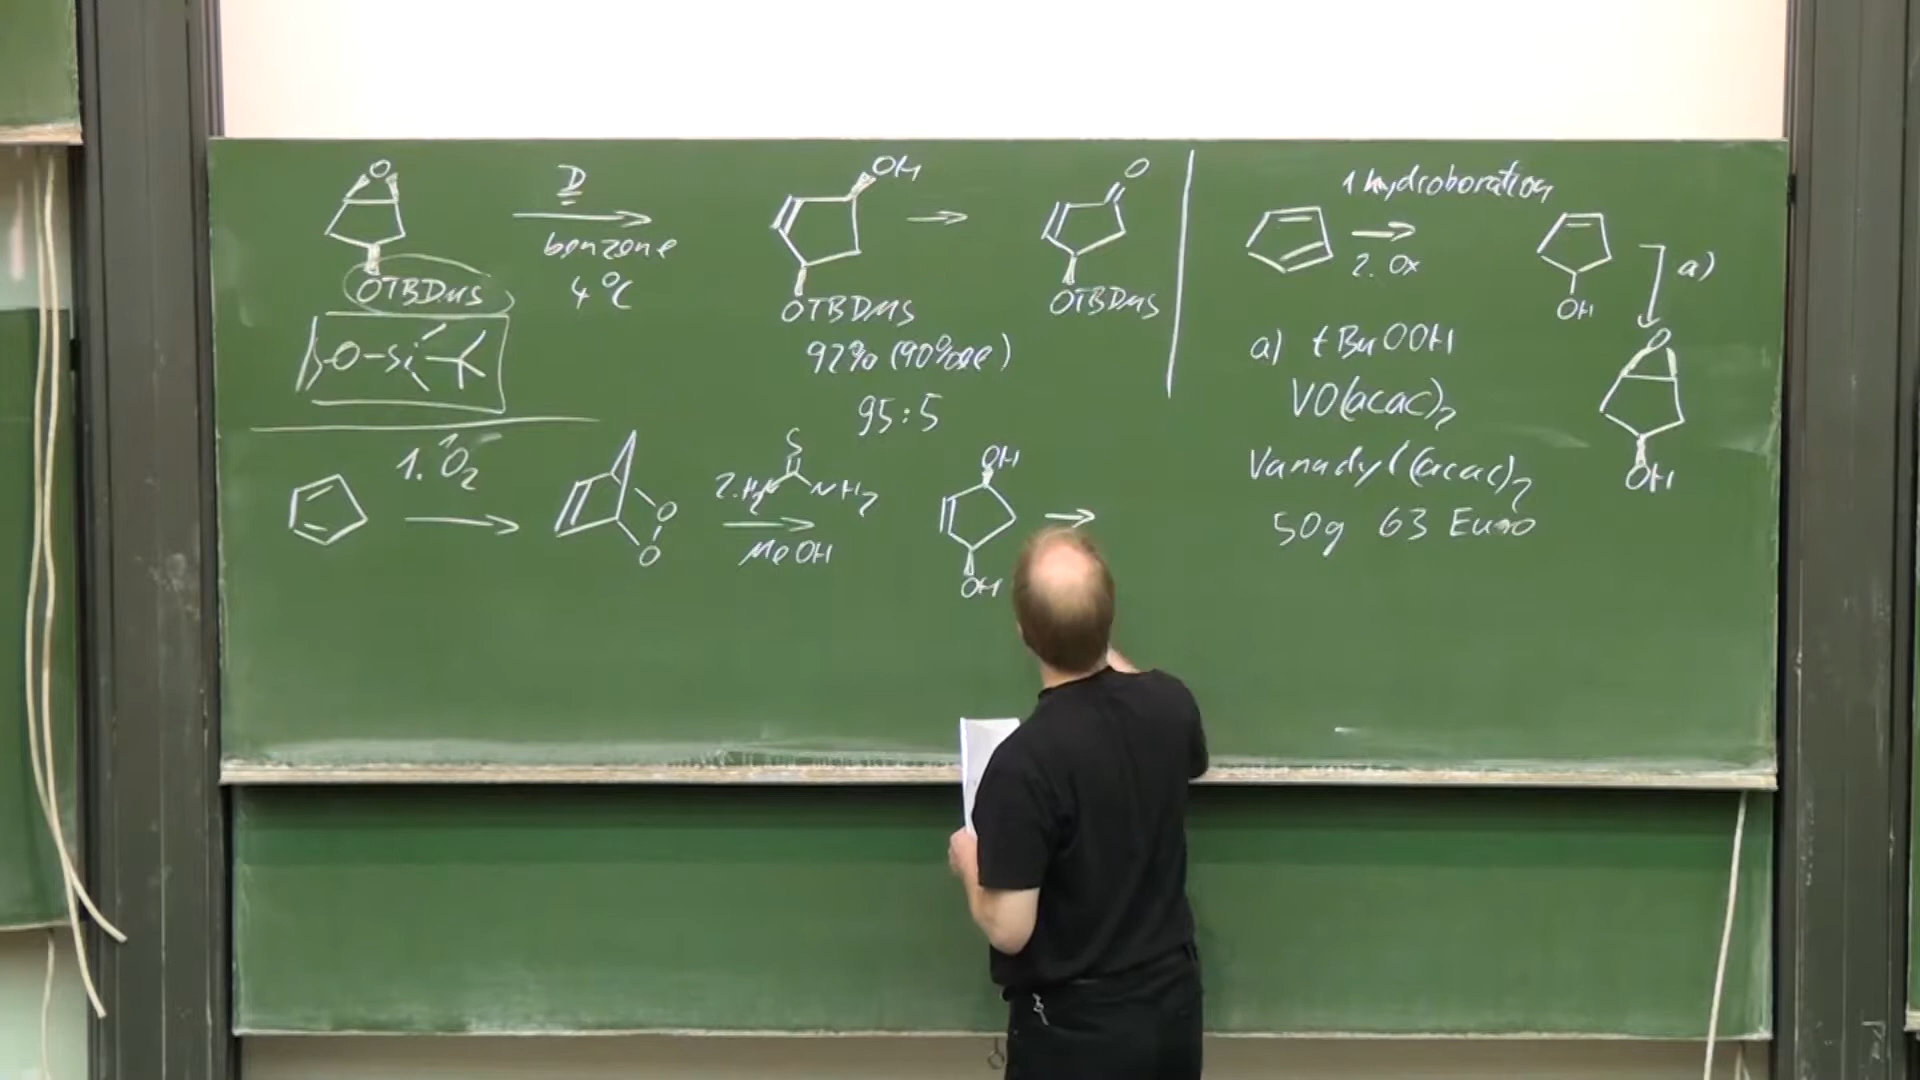 O
D
OH
O
1 hydroboration
benzene
2. Ox
a)
OTBDMS
4°C
OTBDMS
OTBDMS
OH
O
-O-Si
92% (90%ee)
a) tBuOOH
95:5
VO(acac)2
1. ¹O2
S
OH
Vanadyl(acac)2
OH
2. H2N
NH2
50g 63 Euro
O
O
MeOH
OH